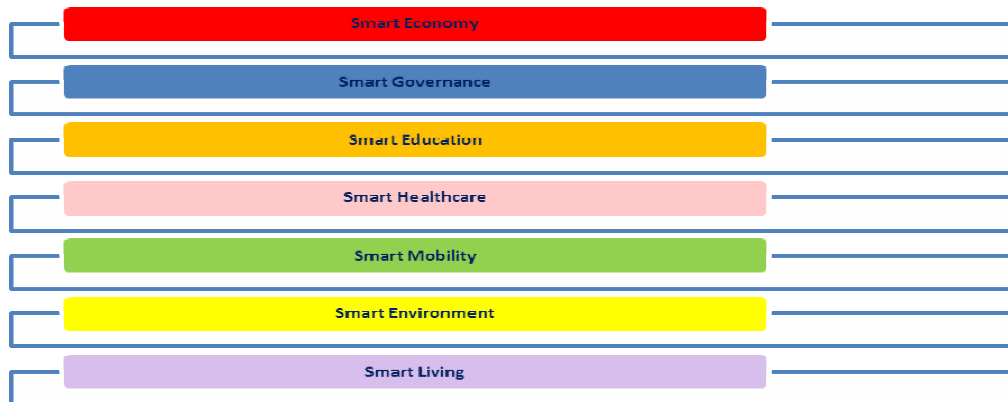 Smart Economy
Smart Governance
Smart Education
Smart Healthcare
Smart Mobility
Smart Environment
Smart Living